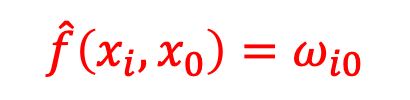 f̂(xᵢ, x₀) = ωᵢ₀